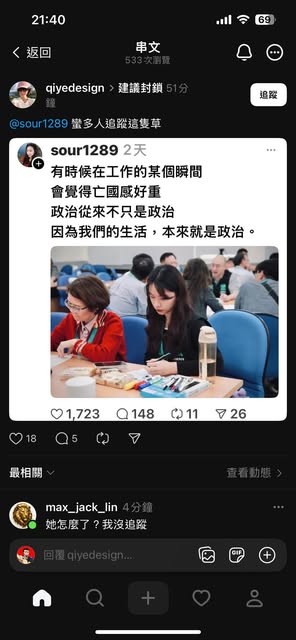 21:40
69
返回
串文
533 次瀏覽
qiyedesign > 建議封鎖 51分鐘
追蹤
@sour1289 蠻多人追蹤這隻草
sour1289 2天
有時候在工作的某個瞬間
會覺得亡國感好重
政治從來不只是政治
因為我們的生活，本來就是政治。
1,723 148 11 26
18 5
最相關
查看動態
max_jack_lin 4分鐘
她怎麼了？我沒追蹤
回覆 qiyedesign...
GIF